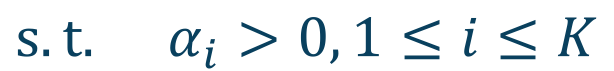 s. t. αᵢ > 0, 1 ≤ i ≤ K